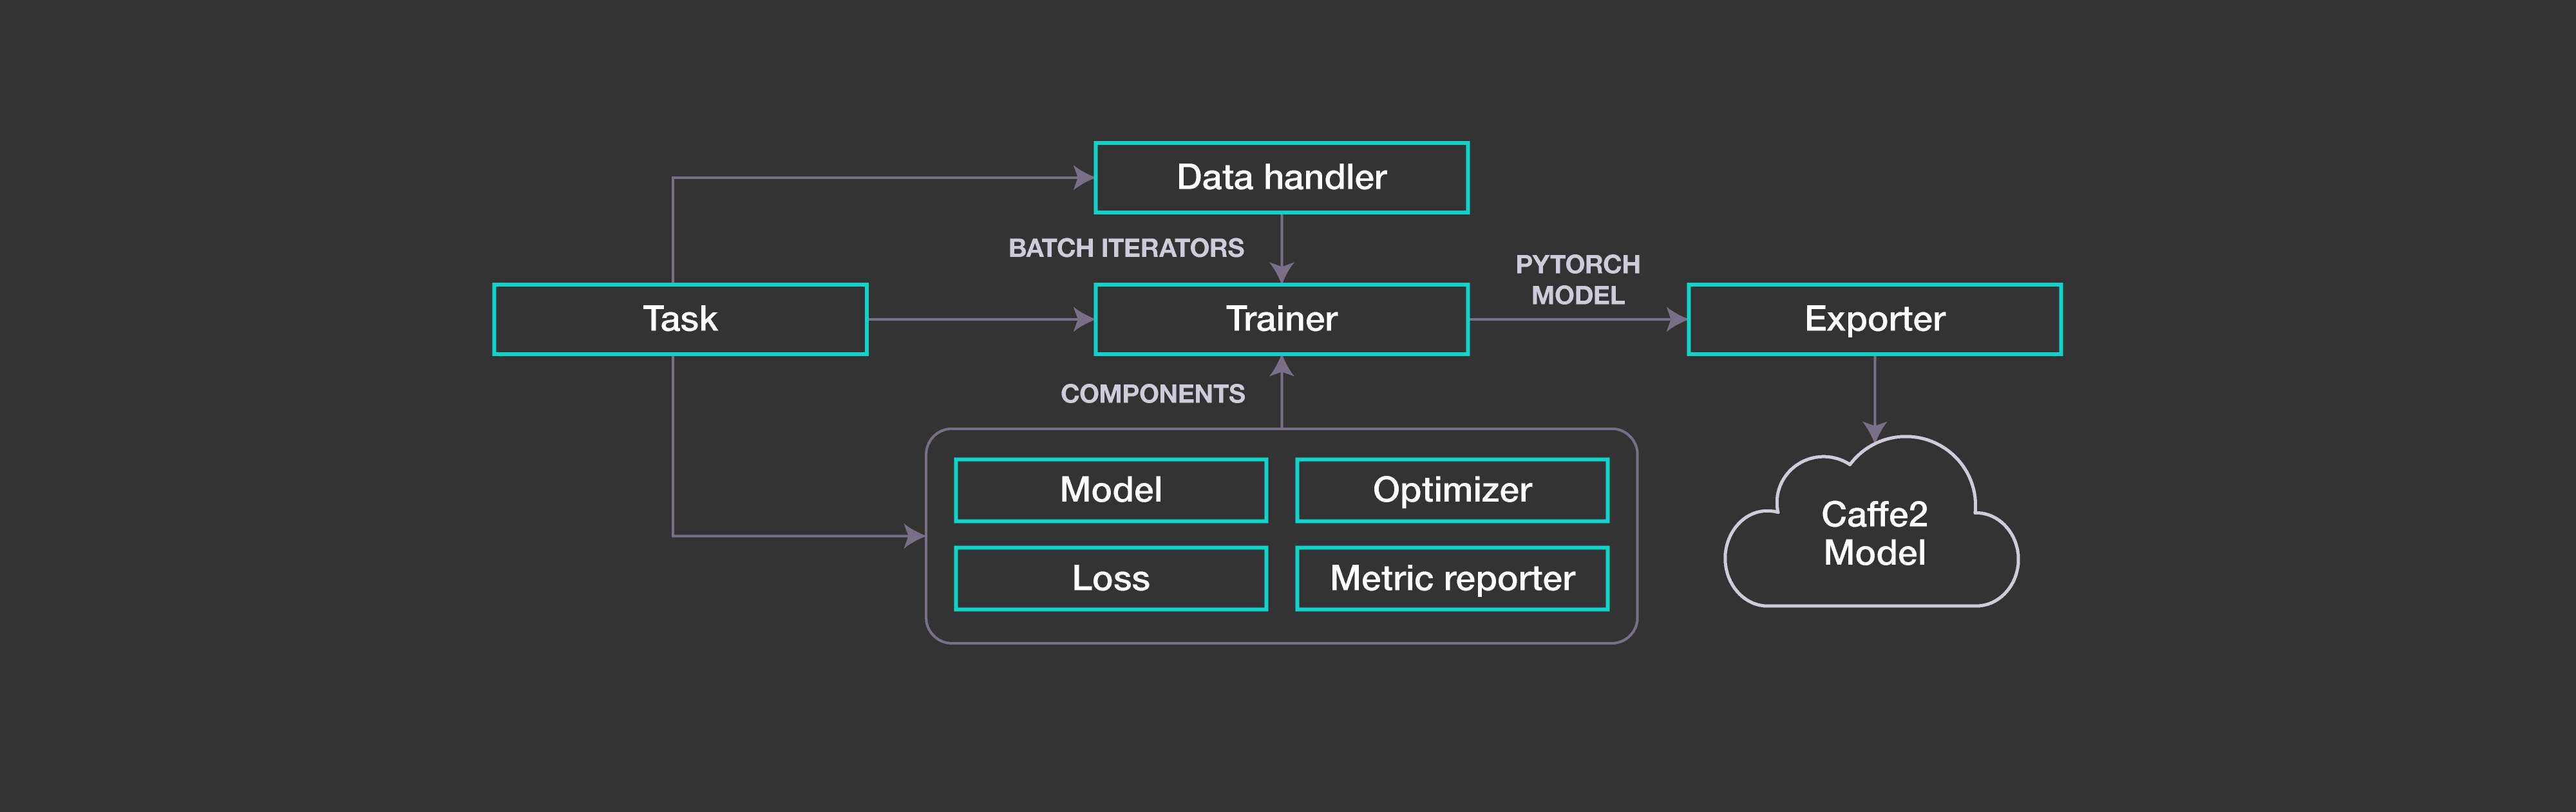 Data handler
BATCH ITERATORS
PYTORCH
MODEL
Task
Trainer
Exporter
COMPONENTS
Model
Optimizer
Loss
Metric reporter
Caffe2
Model